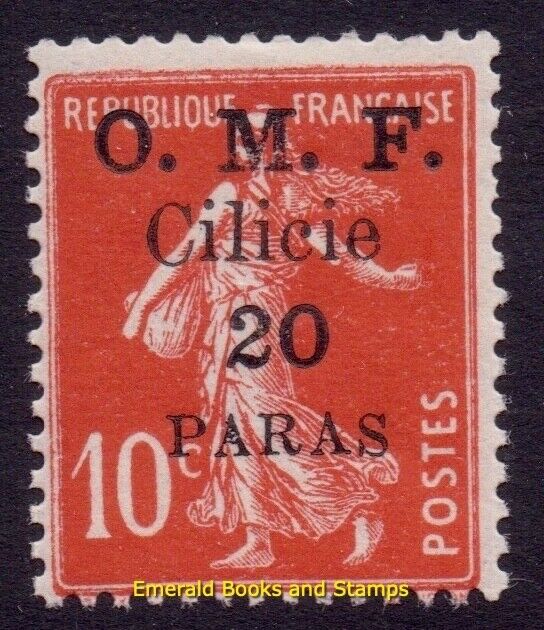 REPUBLIQUE FRANÇAISE
O. M. F.
Cilicie
20
PARAS
10c
POSTES
Emerald Books and Stamps